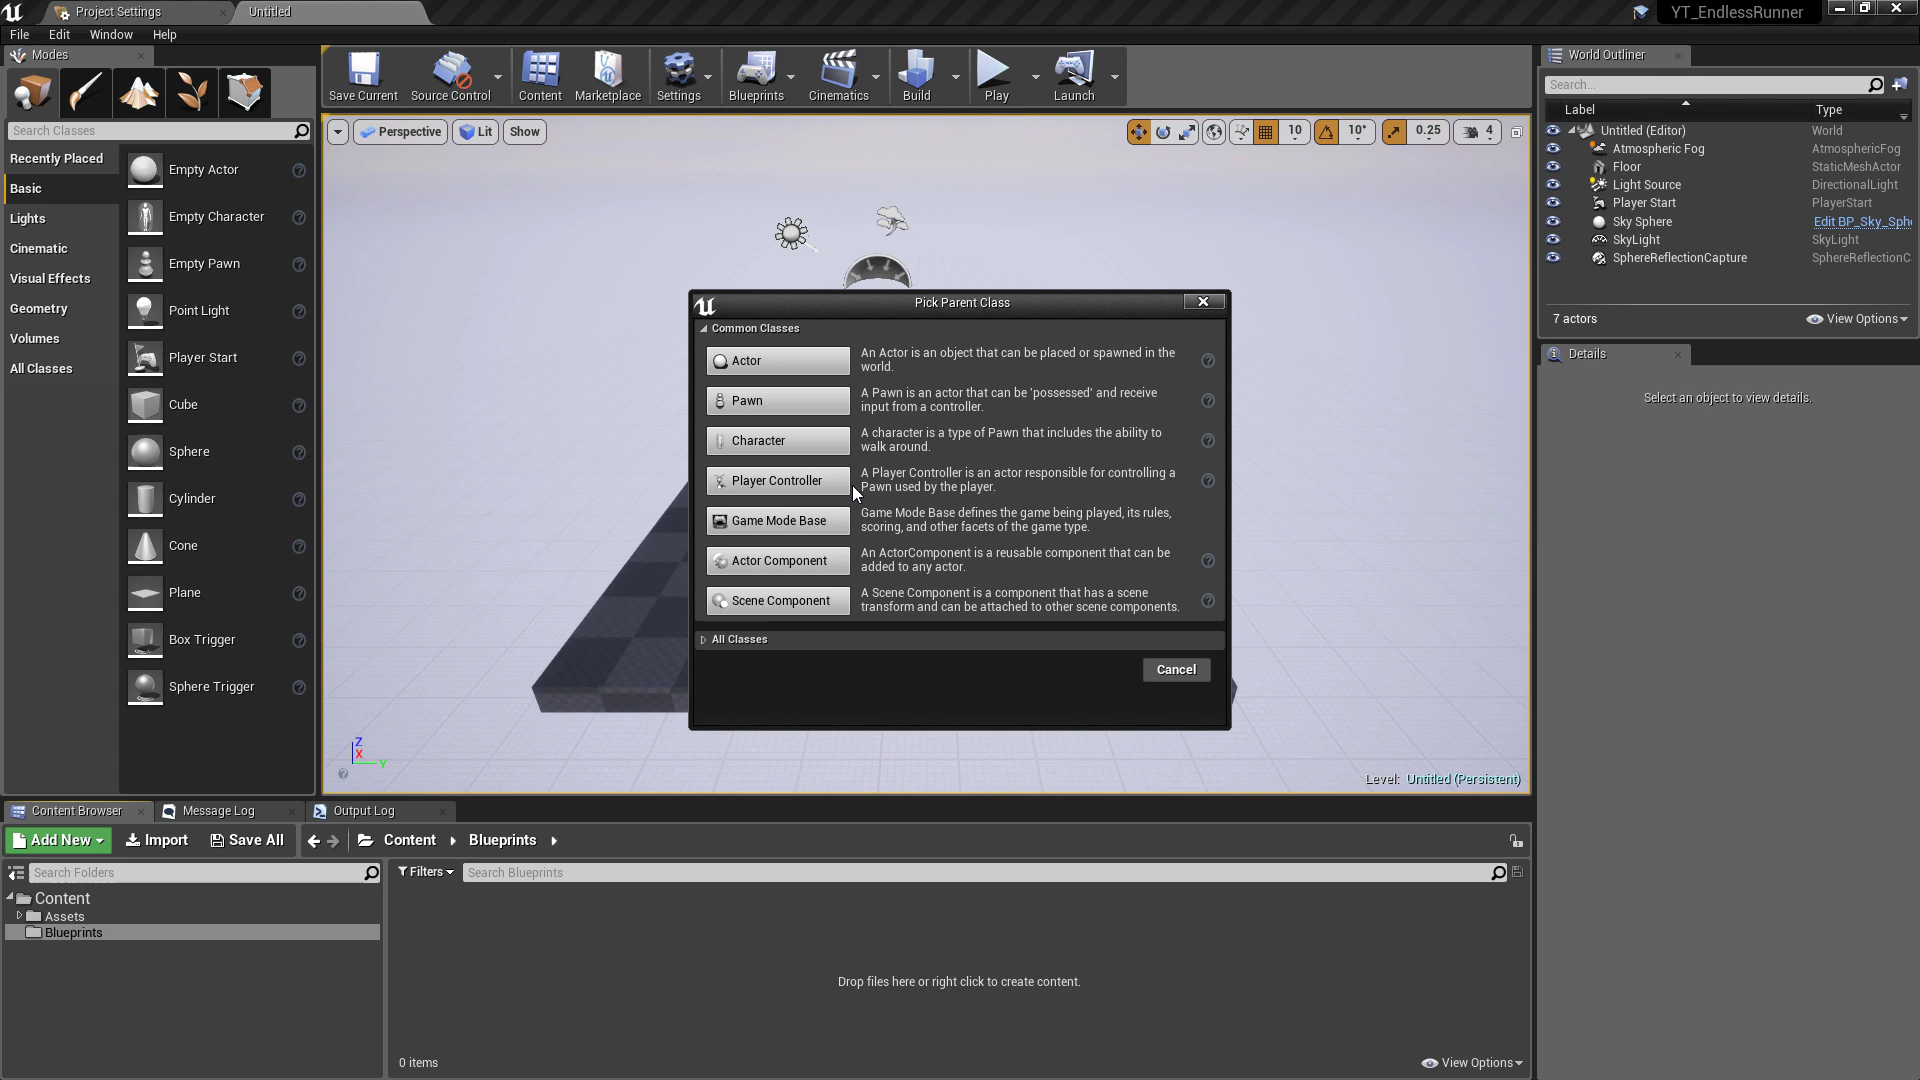 Project Settings
Untitled
YT_EndlessRunner
File Edit Window Help
Modes
Search Classes
Recently Placed
Basic
Lights
Cinematic
Visual Effects
Geometry
Volumes
All Classes
Empty Actor
Empty Character
Empty Pawn
Point Light
Player Start
Cube
Sphere
Cylinder
Cone
Plane
Box Trigger
Sphere Trigger
Save Current Source Control Content Marketplace Settings Blueprints Cinematics Build Play Launch
Perspective Lit Show
10 10° 0.25 4
Pick Parent Class
Common Classes
Actor
An Actor is an object that can be placed or spawned in the
world.
Pawn
A Pawn is an actor that can be 'possessed' and receive
input from a controller.
Character
A character is a type of Pawn that includes the ability to
walk around.
Player Controller
A Player Controller is an actor responsible for controlling a
Pawn used by the player.
Game Mode Base
Game Mode Base defines the game being played, its rules,
scoring, and other facets of the game type.
Actor Component
An ActorComponent is a reusable component that can be
added to any actor.
Scene Component
A Scene Component is a component that has a scene
transform and can be attached to other scene components.
All Classes
Cancel
Z
X
Y
Level: Untitled (Persistent)
World Outliner
Search...
Label Type
Untitled (Editor) World
Atmospheric Fog AtmosphericFog
Floor StaticMeshActor
Light Source DirectionalLight
Player Start PlayerStart
Sky Sphere Edit BP_Sky_Sph
SkyLight SkyLight
SphereReflectionCapture SphereReflectionC
7 actors View Options
Details
Select an object to view details.
Content Browser
Message Log
Output Log
Add New Import Save All Content Blueprints
Search Folders
Filters Search Blueprints
Content
Assets
Blueprints
Drop files here or right click to create content.
0 items View Options